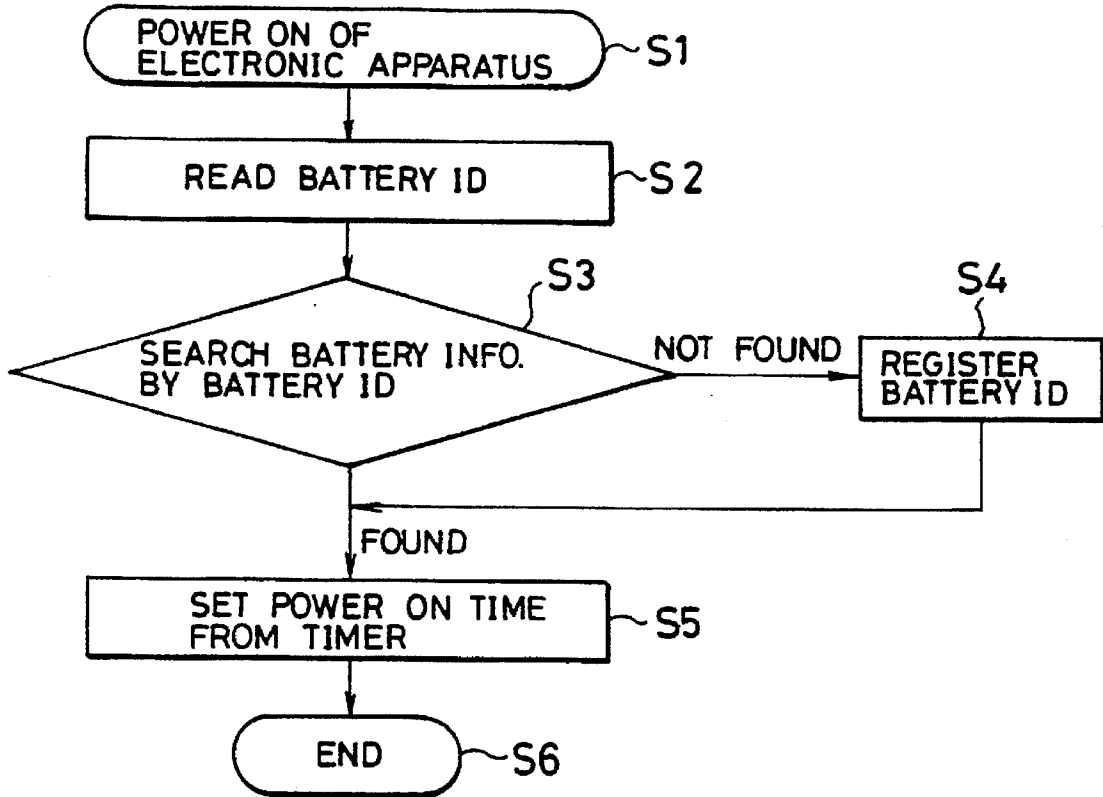 POWER ON OF
ELECTRONIC APPARATUS
S1
READ BATTERY ID
S2
S3
SEARCH BATTERY INFO.
BY BATTERY ID
NOT FOUND
S4
REGISTER
BATTERY ID
FOUND
SET POWER ON TIME
FROM TIMER
S5
END
S6